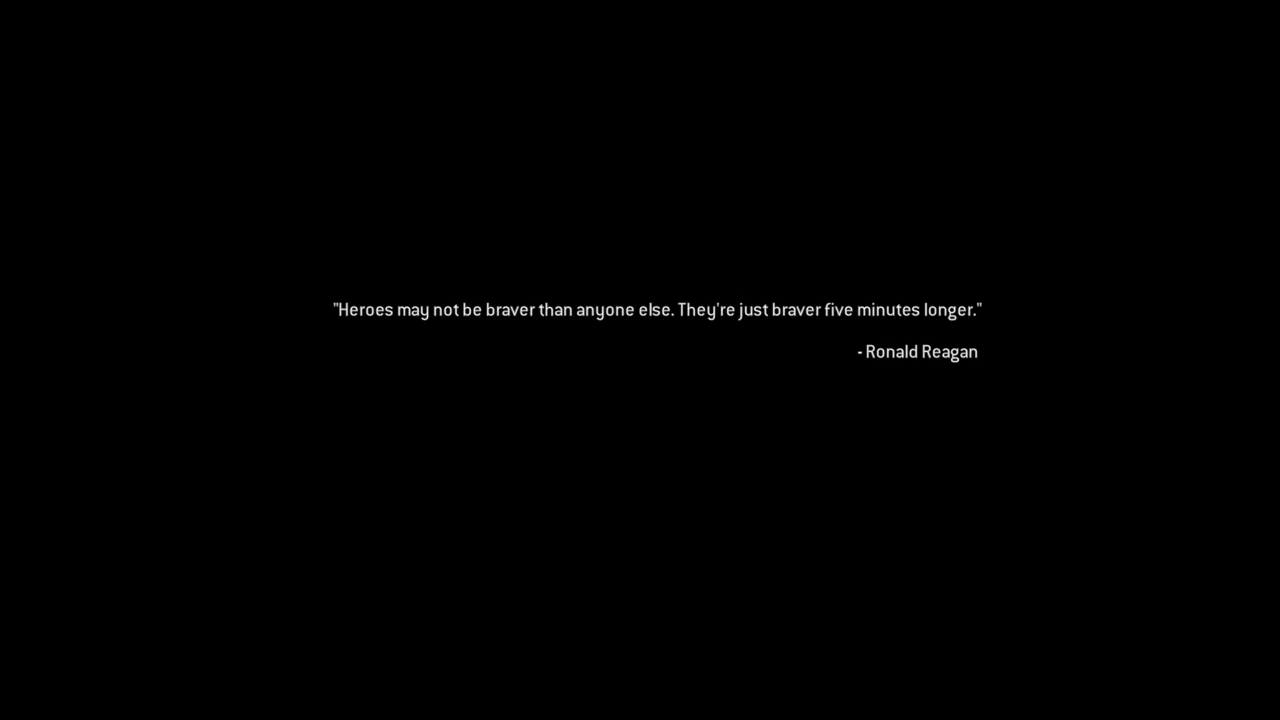 "Heroes may not be braver than anyone else. They're just braver five minutes longer."
- Ronald Reagan